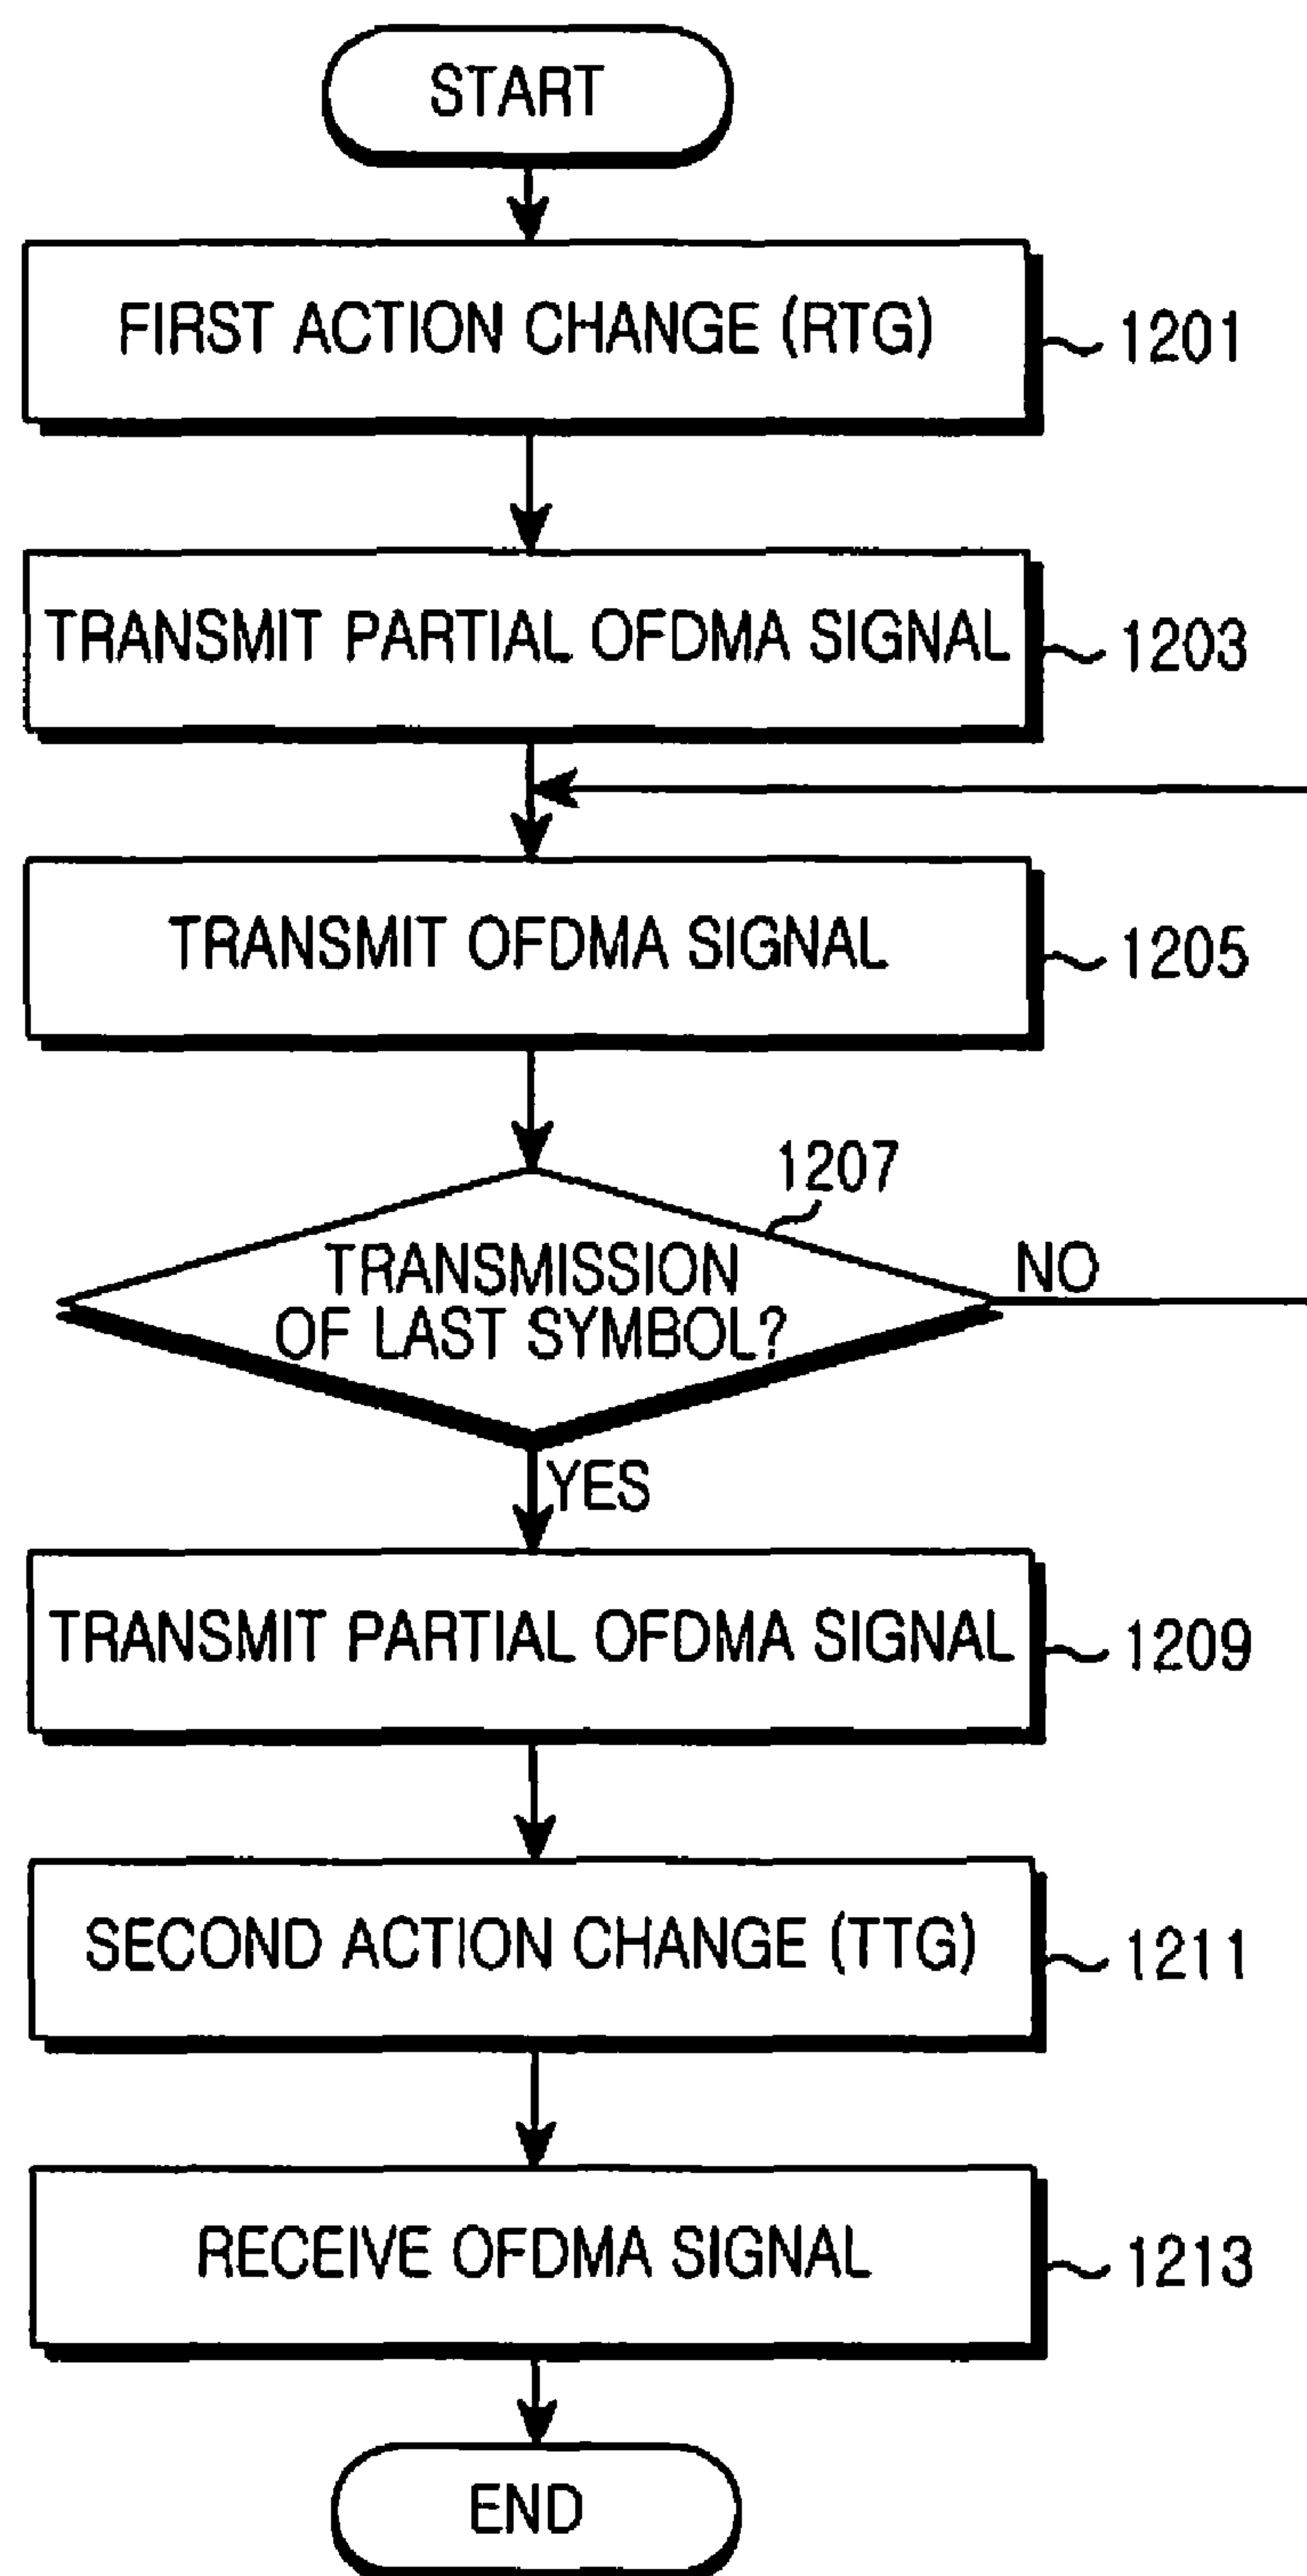 START
FIRST ACTION CHANGE (RTG)
1201
TRANSMIT PARTIAL OFDMA SIGNAL
1203
TRANSMIT OFDMA SIGNAL
1205
1207
TRANSMISSION
OF LAST SYMBOL?
NO
YES
TRANSMIT PARTIAL OFDMA SIGNAL
1209
SECOND ACTION CHANGE (TTG)
1211
RECEIVE OFDMA SIGNAL
1213
END